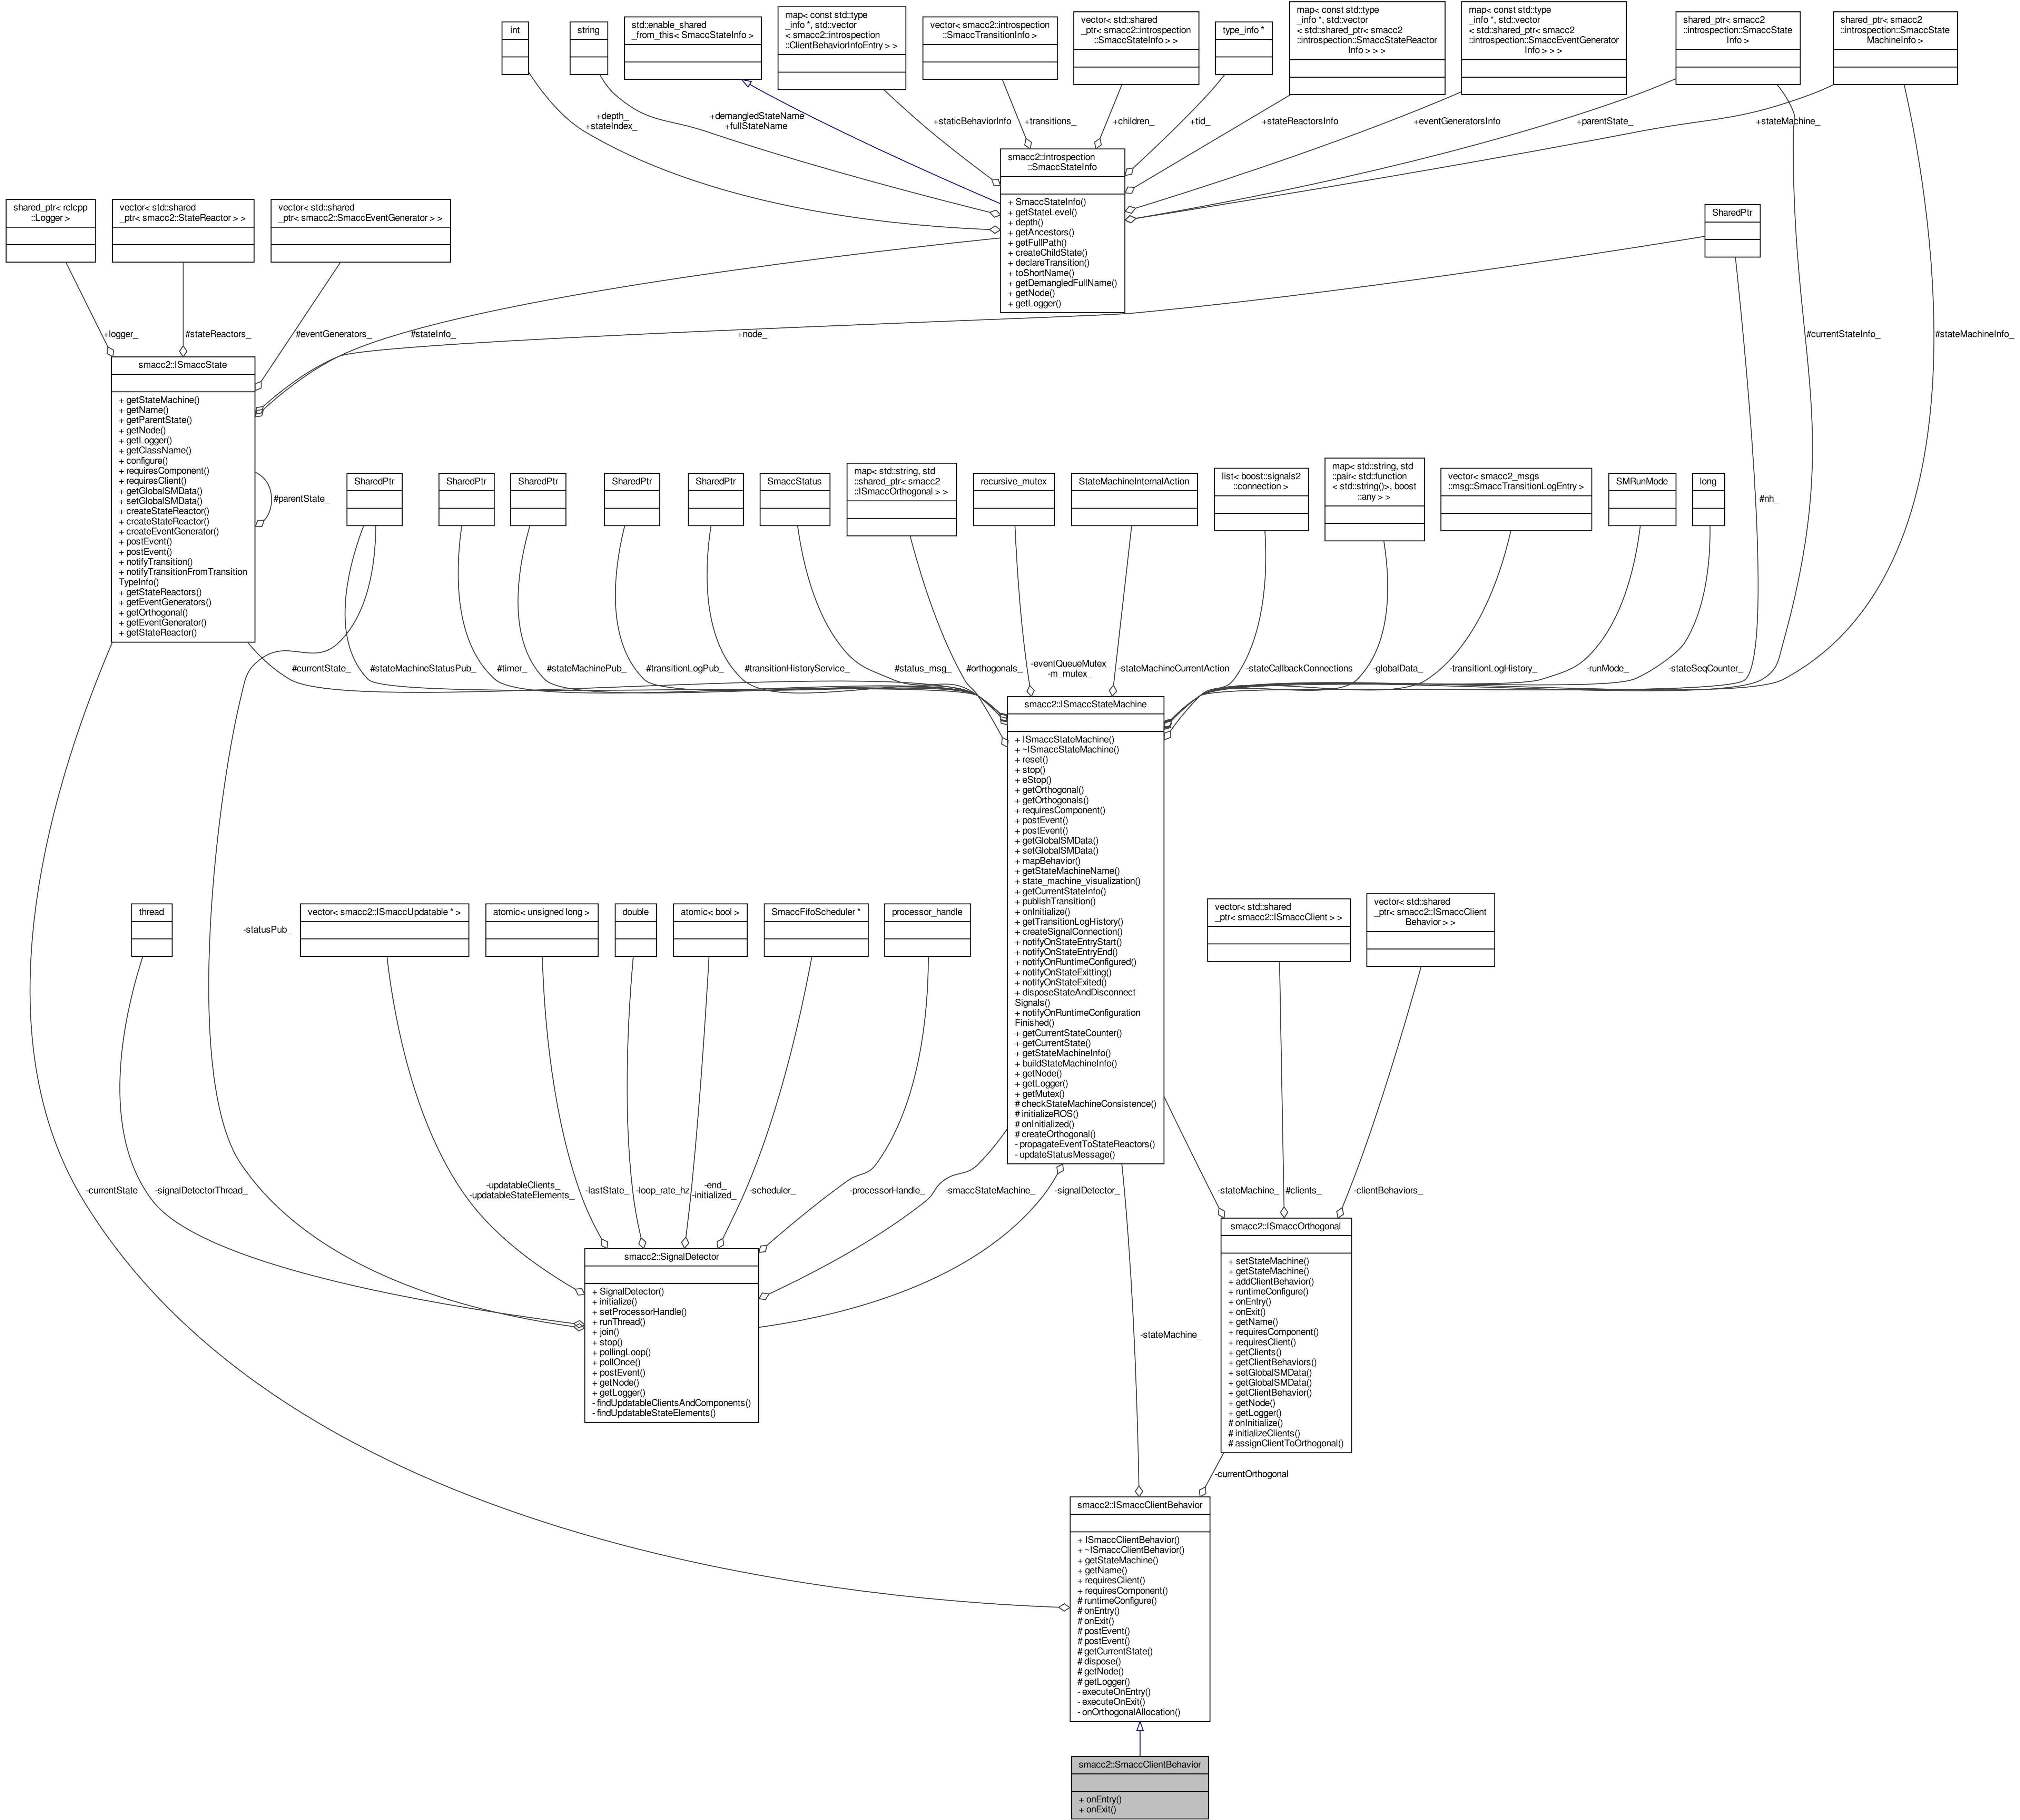 int
string
std::enable_shared
_from_this< SmaccStateInfo >
map< const std::type
_info *, std::vector
< smacc2::introspection
::ClientBehaviorInfoEntry > >
vector< smacc2::introspection
::SmaccTransitionInfo >
vector< std::shared
_ptr< smacc2::introspection
::SmaccStateInfo > >
type_info *
map< const std::type
_info *, std::vector
< std::shared_ptr< smacc2
::introspection::SmaccStateReactor
Info > > >
map< const std::type
_info *, std::vector
< std::shared_ptr< smacc2
::introspection::SmaccEventGenerator
Info > > >
shared_ptr< smacc2
::introspection::SmaccState
Info >
shared_ptr< smacc2
::introspection::SmaccState
MachineInfo >
+depth_
+stateIndex_
+demangledStateName
+fullStateName
+staticBehaviorInfo
+transitions_
+children_
+tid_
+stateReactorsInfo
+eventGeneratorsInfo
+parentState_
+stateMachine_
smacc2::introspection
::SmaccStateInfo
+ SmaccStateInfo()
+ getStateLevel()
+ depth()
+ getAncestors()
+ getFullPath()
+ createChildState()
+ declareTransition()
+ toShortName()
+ getDemangledFullName()
+ getNode()
+ getLogger()
shared_ptr< rclcpp
::Logger >
vector< std::shared
_ptr< smacc2::StateReactor > >
vector< std::shared
_ptr< smacc2::SmaccEventGenerator > >
SharedPtr
+logger_
#stateReactors_
#eventGenerators_
#stateInfo_
+node_
#currentStateInfo_
#stateMachineInfo_
smacc2::ISmaccState
+ getStateMachine()
+ getName()
+ getParentState()
+ getNode()
+ getLogger()
+ getClassName()
+ configure()
+ requiresComponent()
+ requiresClient()
+ getGlobalSMData()
+ setGlobalSMData()
+ createStateReactor()
+ createStateReactor()
+ createEventGenerator()
+ postEvent()
+ postEvent()
+ notifyTransition()
+ notifyTransitionFromTransition
TypeInfo()
+ getStateReactors()
+ getEventGenerators()
+ getOrthogonal()
+ getEventGenerator()
+ getStateReactor()
#parentState_
SharedPtr
SharedPtr
SharedPtr
SharedPtr
SharedPtr
SmaccStatus
map< std::string, std
::shared_ptr< smacc2
::ISmaccOrthogonal > >
recursive_mutex
StateMachineInternalAction
list< boost::signals2
::connection >
map< std::string, std
::pair< std::function
< std::string()>, boost
::any > >
vector< smacc2_msgs
::msg::SmaccTransitionLogEntry >
SMRunMode
long
#nh_
#currentState_
#stateMachineStatusPub_
#timer_
#stateMachinePub_
#transitionLogPub_
#transitionHistoryService_
#status_msg_
#orthogonals_
-eventQueueMutex_
-m_mutex_
-stateMachineCurrentAction
-stateCallbackConnections
-globalData_
-transitionLogHistory_
-runMode_
-stateSeqCounter_
smacc2::ISmaccStateMachine
+ ISmaccStateMachine()
+ ~ISmaccStateMachine()
+ reset()
+ stop()
+ eStop()
+ getOrthogonal()
+ getOrthogonals()
+ requiresComponent()
+ postEvent()
+ postEvent()
+ getGlobalSMData()
+ setGlobalSMData()
+ mapBehavior()
+ getStateMachineName()
+ state_machine_visualization()
+ getCurrentStateInfo()
+ publishTransition()
+ onInitialize()
+ getTransitionLogHistory()
+ createSignalConnection()
+ notifyOnStateEntryStart()
+ notifyOnStateEntryEnd()
+ notifyOnRuntimeConfigured()
+ notifyOnStateExitting()
+ notifyOnStateExited()
+ disposeStateAndDisconnect
Signals()
+ notifyOnRuntimeConfiguration
Finished()
+ getCurrentStateCounter()
+ getCurrentState()
+ getStateMachineInfo()
+ buildStateMachineInfo()
+ getNode()
+ getLogger()
+ getMutex()
# checkStateMachineConsistence()
# initializeROS()
# onInitialized()
# createOrthogonal()
- propagateEventToStateReactors()
- updateStatusMessage()
thread
-statusPub_
vector< smacc2::ISmaccUpdatable * >
atomic< unsigned long >
double
atomic< bool >
SmaccFifoScheduler *
processor_handle
vector< std::shared
_ptr< smacc2::ISmaccClient > >
vector< std::shared
_ptr< smacc2::ISmaccClient
Behavior > >
-currentState
-signalDetectorThread_
-updatableClients_
-updatableStateElements_
-lastState_
-loop_rate_hz
-end_
-initialized_
-scheduler_
-processorHandle_
-smaccStateMachine_
-signalDetector_
-stateMachine_
#clients_
-clientBehaviors_
smacc2::SignalDetector
+ SignalDetector()
+ initialize()
+ setProcessorHandle()
+ runThread()
+ join()
+ stop()
+ pollingLoop()
+ pollOnce()
+ postEvent()
+ getNode()
+ getLogger()
- findUpdatableClientsAndComponents()
- findUpdatableStateElements()
smacc2::ISmaccOrthogonal
+ setStateMachine()
+ getStateMachine()
+ addClientBehavior()
+ runtimeConfigure()
+ onEntry()
+ onExit()
+ getName()
+ requiresComponent()
+ requiresClient()
+ getClients()
+ getClientBehaviors()
+ setGlobalSMData()
+ getGlobalSMData()
+ getClientBehavior()
+ getNode()
+ getLogger()
# onInitialize()
# initializeClients()
# assignClientToOrthogonal()
-stateMachine_
-currentOrthogonal
smacc2::ISmaccClientBehavior
+ ISmaccClientBehavior()
+ ~ISmaccClientBehavior()
+ getStateMachine()
+ getName()
+ requiresClient()
+ requiresComponent()
# runtimeConfigure()
# onEntry()
# onExit()
# postEvent()
# postEvent()
# getCurrentState()
# dispose()
# getNode()
# getLogger()
- executeOnEntry()
- executeOnExit()
- onOrthogonalAllocation()
smacc2::SmaccClientBehavior
+ onEntry()
+ onExit()